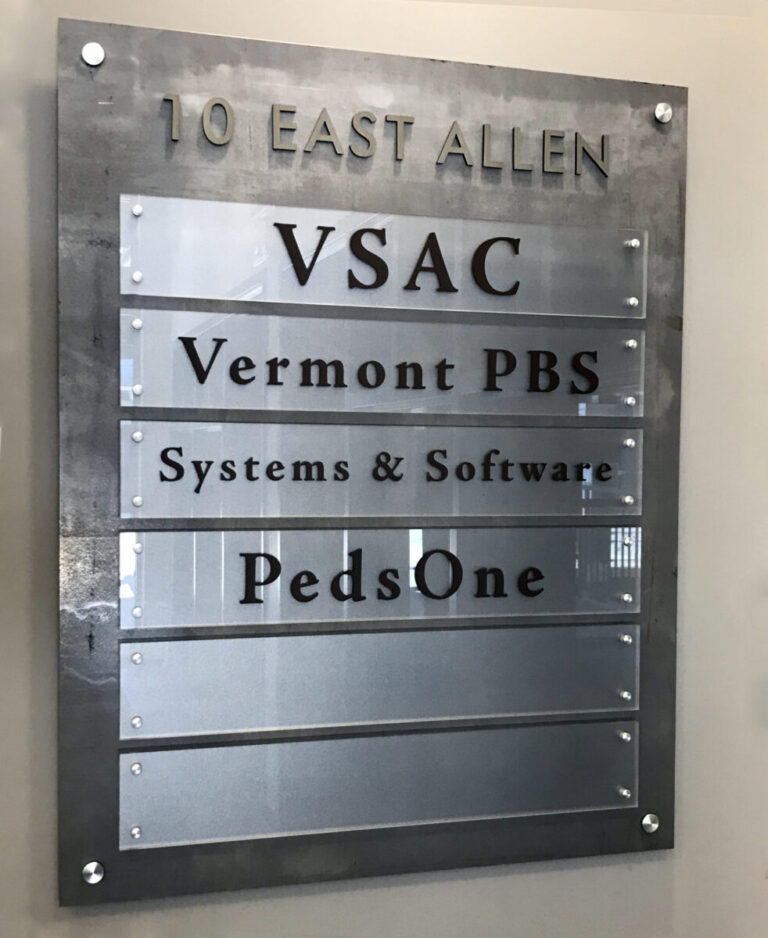 10 EAST ALLEN
VSAC
Vermont PBS
Systems & Software
PedsOne